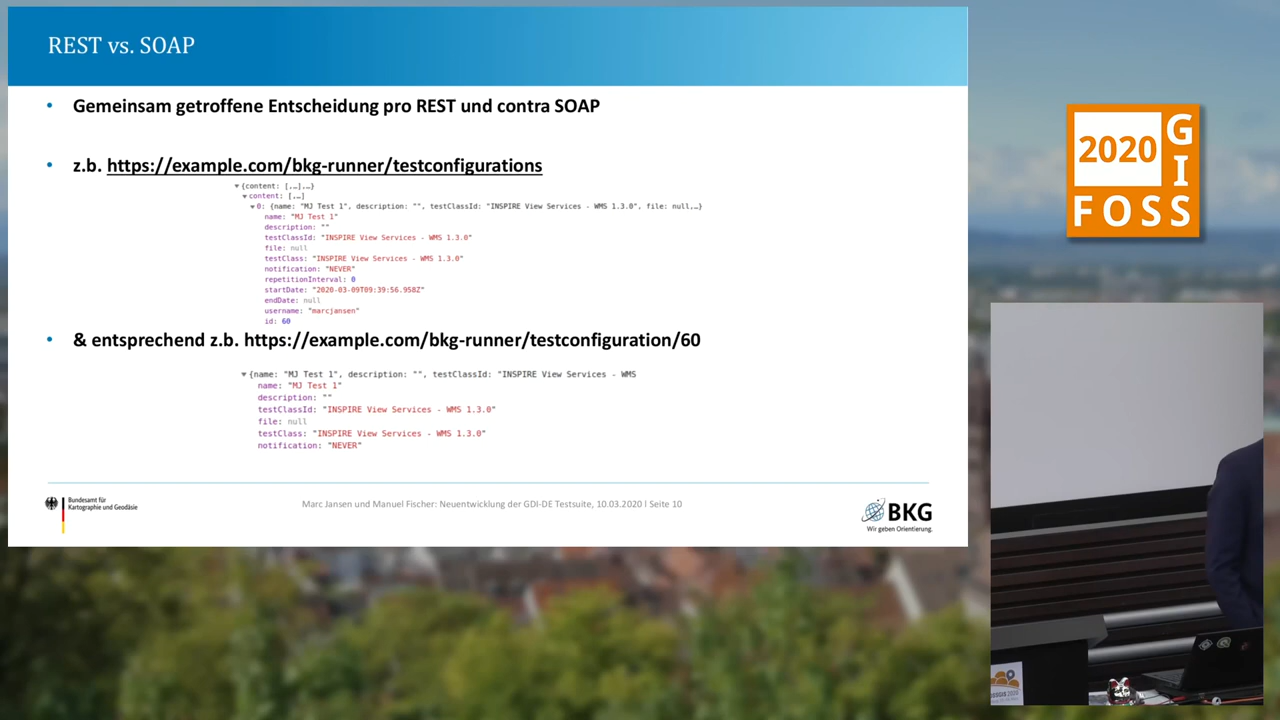 REST vs. SOAP
• Gemeinsam getroffene Entscheidung pro REST und contra SOAP
• z.b. https://example.com/bkg-runner/testconfigurations
▼{content: [,…],…}
▼content: [,…]
▼0: {name: "MJ Test 1", description: "", testClassId: "INSPIRE View Services - WMS 1.3.0", file: null,…}
name: "MJ Test 1"
description: ""
testClassId: "INSPIRE View Services - WMS 1.3.0"
file: null
testClass: "INSPIRE View Services - WMS 1.3.0"
notification: "NEVER"
repetitionInterval: 0
startDate: "2020-03-09T09:39:56.958Z"
endDate: null
username: "marcjansen"
id: 60
• & entsprechend z.b. https://example.com/bkg-runner/testconfiguration/60
▼{name: "MJ Test 1", description: "", testClassId: "INSPIRE View Services - WMS
name: "MJ Test 1"
description: ""
testClassId: "INSPIRE View Services - WMS 1.3.0"
file: null
testClass: "INSPIRE View Services - WMS 1.3.0"
notification: "NEVER"
Bundesamt für
Kartographie und Geodäsie
Marc Jansen und Manuel Fischer: Neuentwicklung der GDI-DE Testsuite, 10.03.2020 I Seite 10
BKG
Wir geben Orientierung.
2020
GIS
FOSS